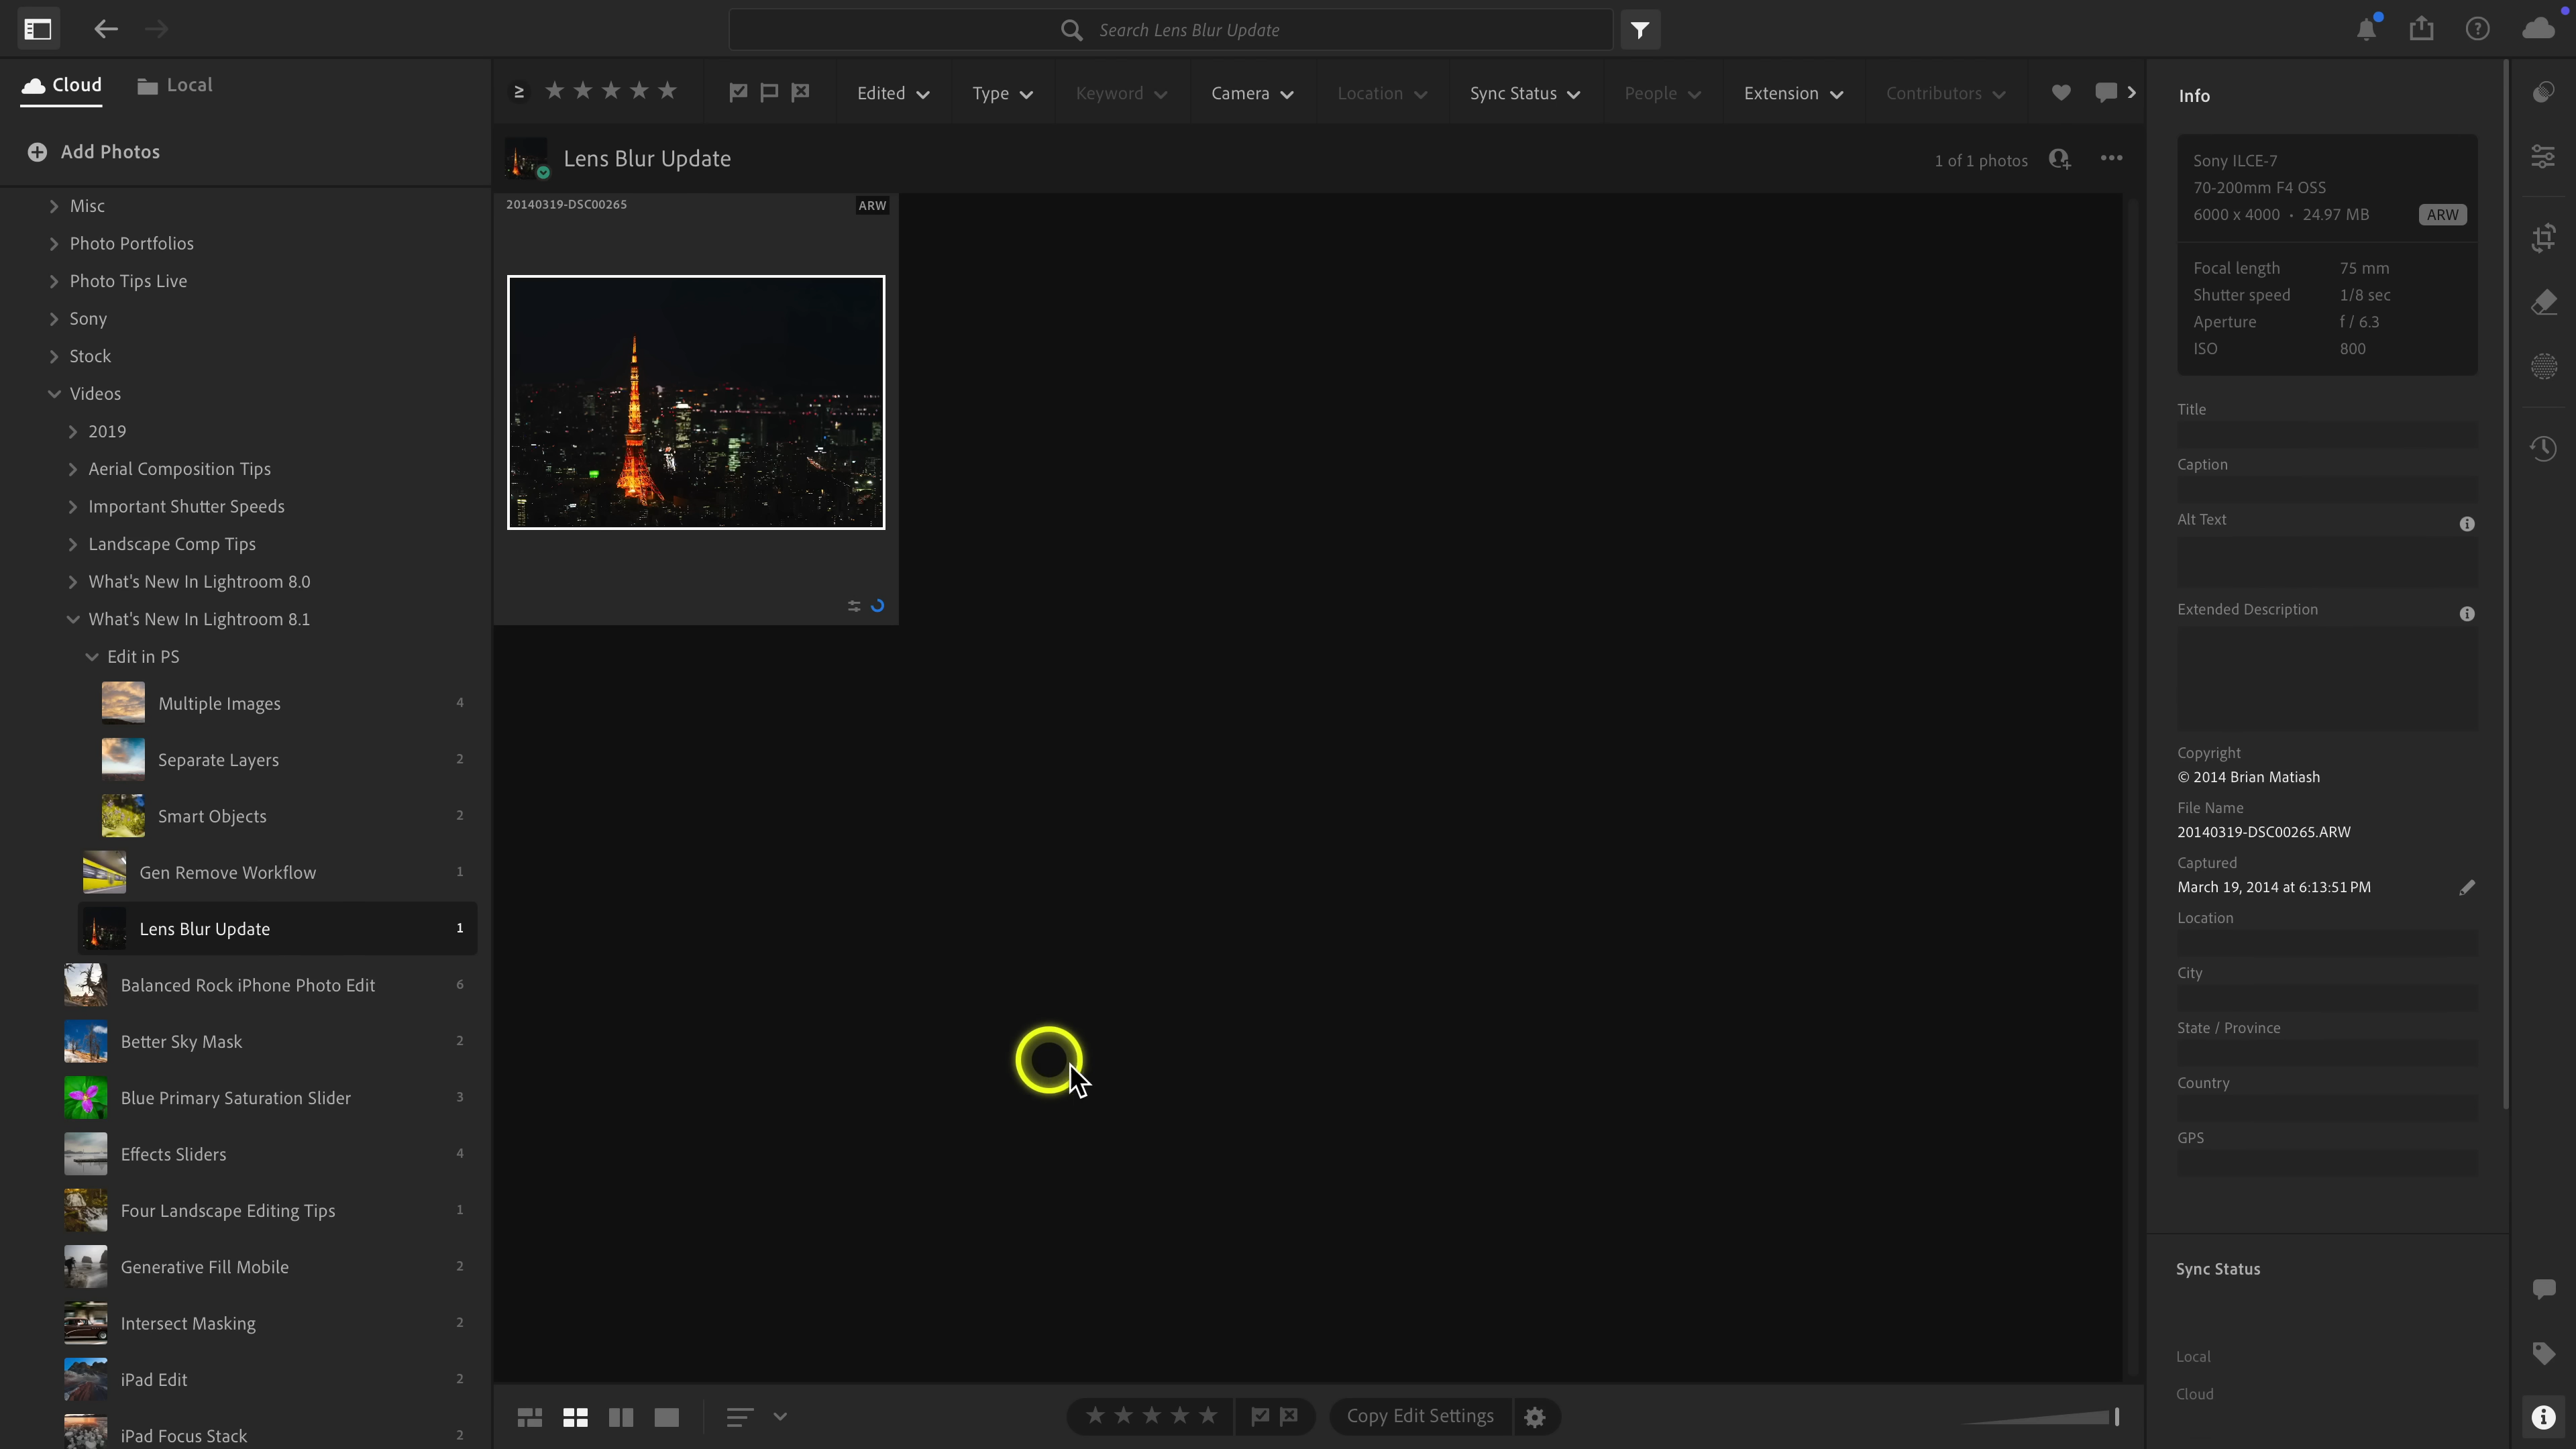 Search Lens Blur Update
Cloud
Local
Add Photos
Misc
Photo Portfolios
Photo Tips Live
Sony
Stock
Videos
2019
Aerial Composition Tips
Important Shutter Speeds
Landscape Comp Tips
What's New In Lightroom 8.0
What's New In Lightroom 8.1
Edit in PS
Multiple Images 4
Separate Layers 2
Smart Objects 2
Gen Remove Workflow 1
Lens Blur Update 1
Balanced Rock iPhone Photo Edit 6
Better Sky Mask 2
Blue Primary Saturation Slider 3
Effects Sliders 4
Four Landscape Editing Tips 1
Generative Fill Mobile 2
Intersect Masking 2
iPad Edit 2
iPad Focus Stack 2
≥ Edited Type Keyword Camera Location Sync Status People Extension Contributors
Lens Blur Update
1 of 1 photos
20140319-DSC00265 ARW
Copy Edit Settings
Info
Sony ILCE-7
70-200mm F4 OSS
6000 x 4000 • 24.97 MB ARW
Focal length 75 mm
Shutter speed 1/8 sec
Aperture f / 6.3
ISO 800
Title
Caption
Alt Text
Extended Description
Copyright
© 2014 Brian Matiash
File Name
20140319-DSC00265.ARW
Captured
March 19, 2014 at 6:13:51 PM
Location
City
State / Province
Country
GPS
Sync Status
Local
Cloud